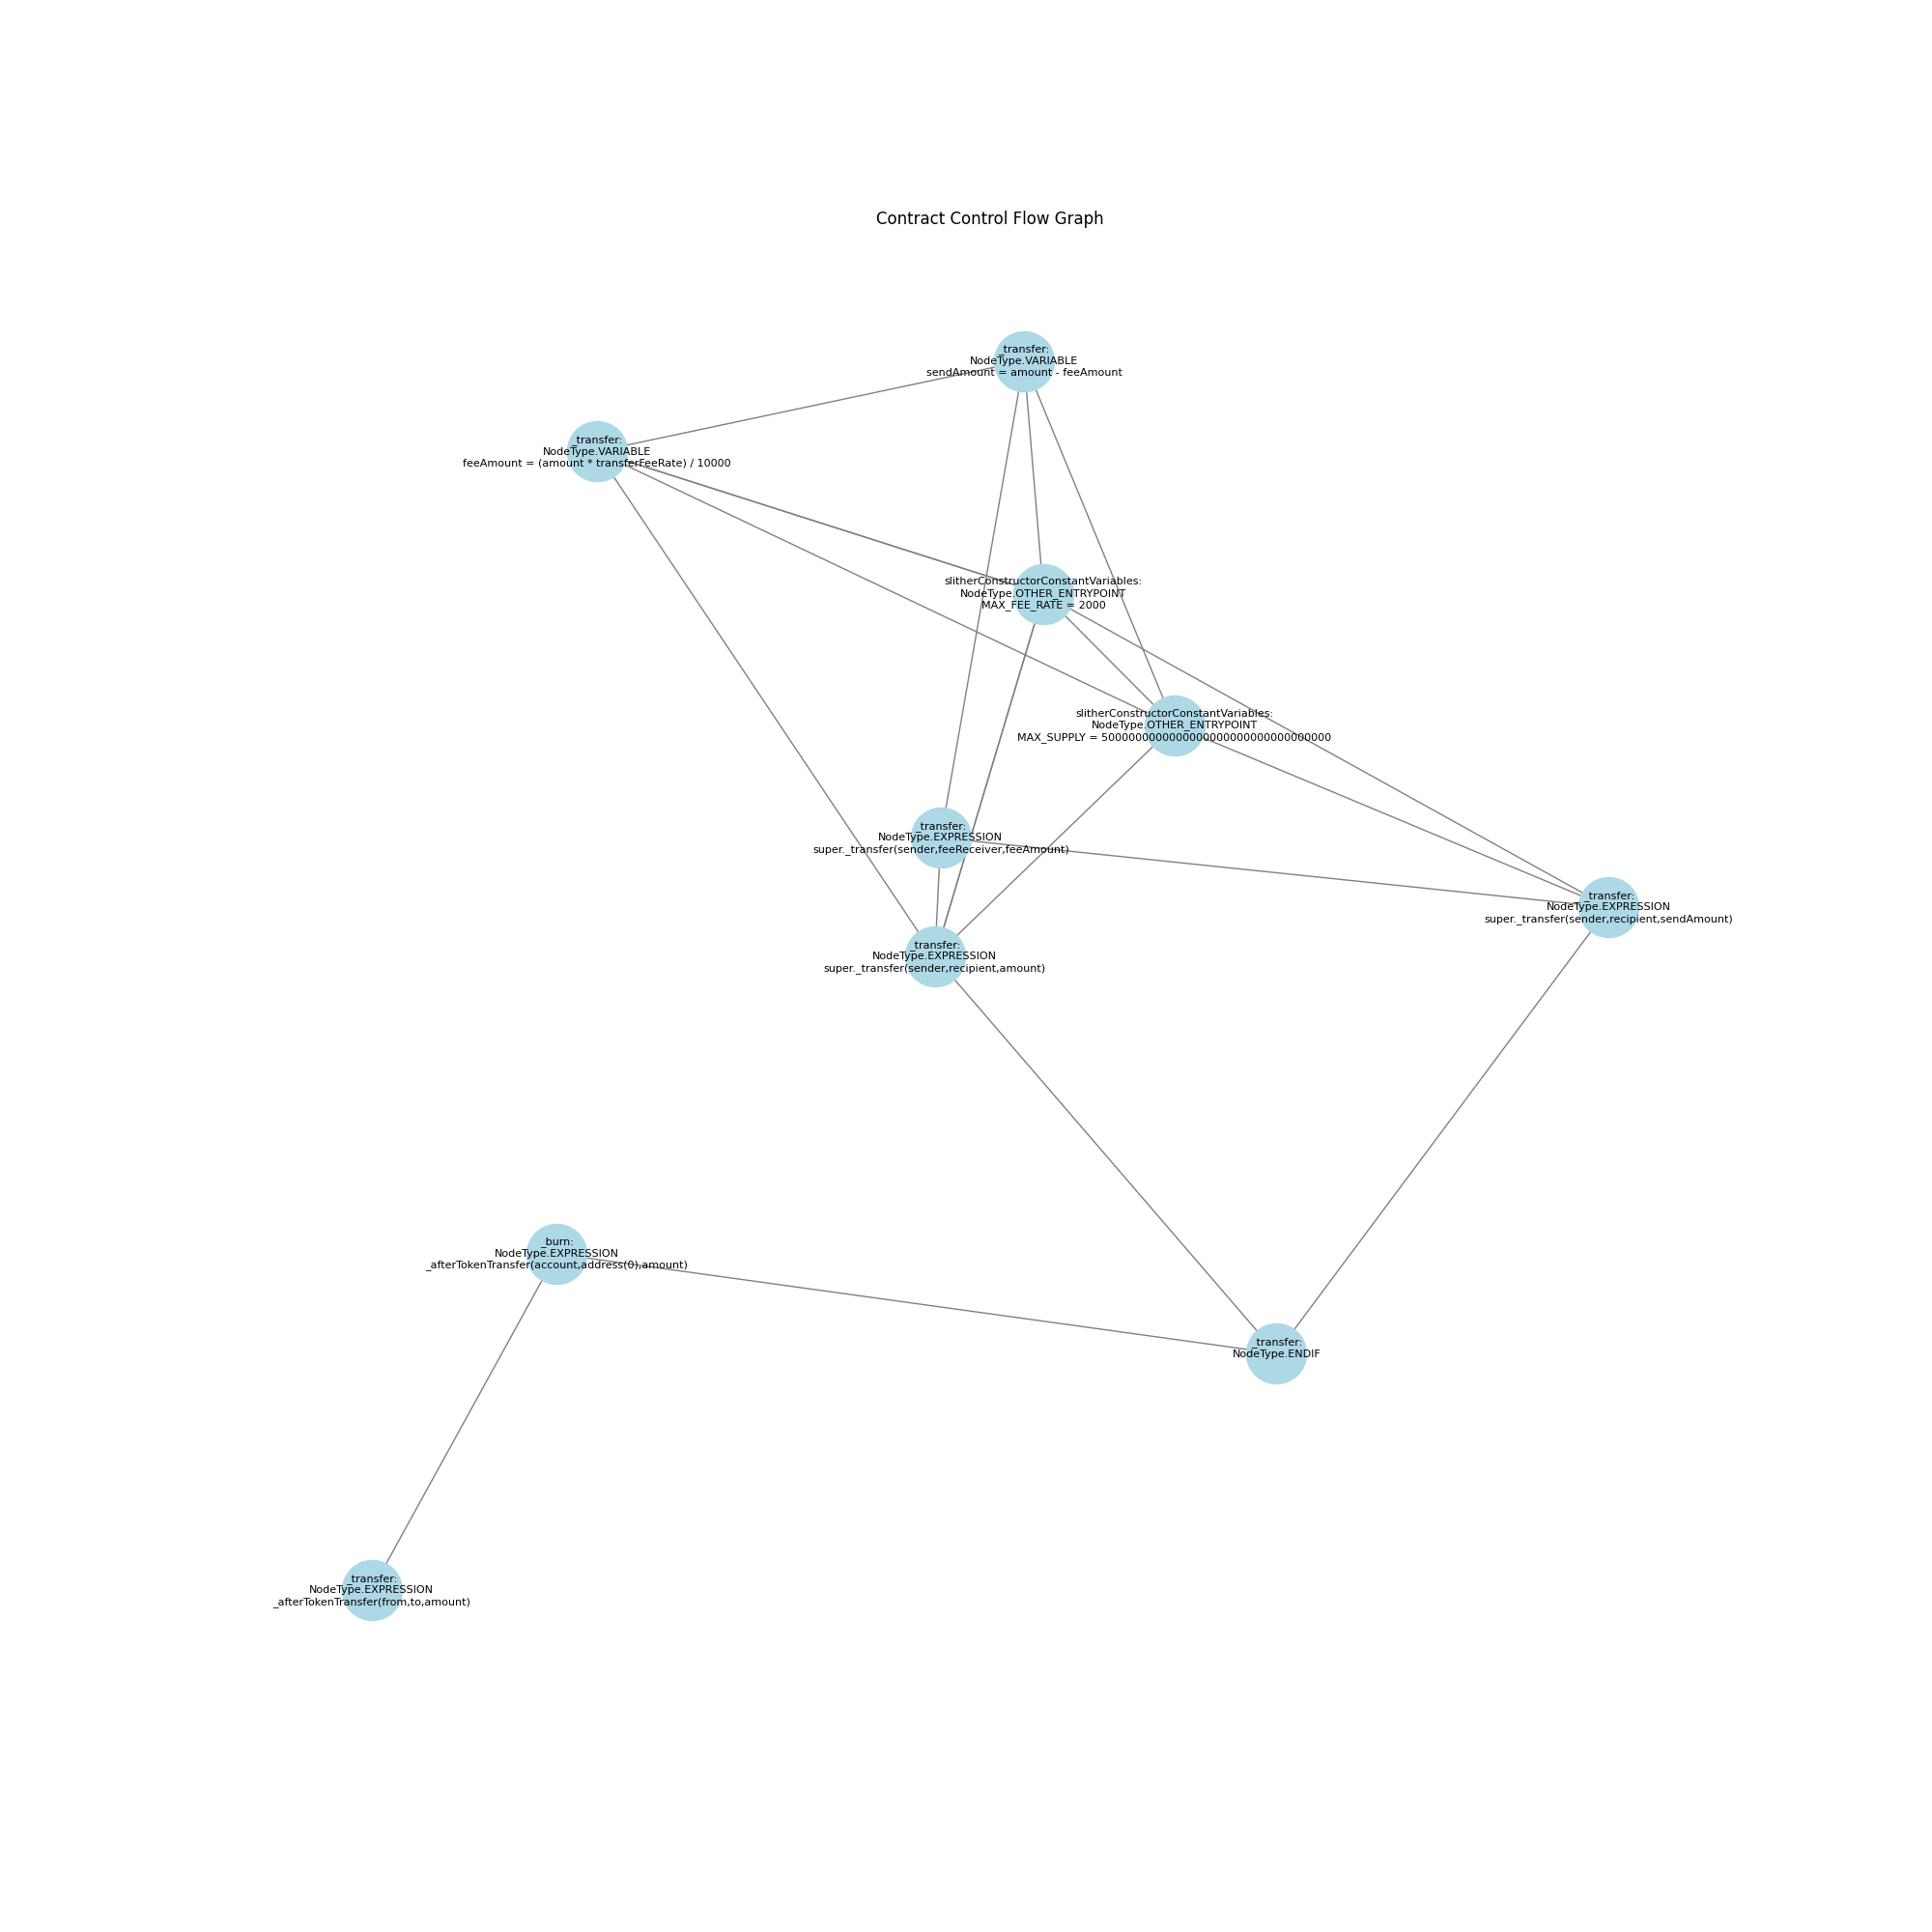 Contract Control Flow Graph
_transfer:
NodeType.VARIABLE
sendAmount = amount - feeAmount
_transfer:
NodeType.VARIABLE
feeAmount = (amount * transferFeeRate) / 10000
slitherConstructorConstantVariables:
NodeType.OTHER_ENTRYPOINT
MAX_FEE_RATE = 2000
slitherConstructorConstantVariables:
NodeType.OTHER_ENTRYPOINT
MAX_SUPPLY =
_transfer:
NodeType.EXPRESSION
super._transfer(sender,feeReceiver,feeAmount)
_transfer:
NodeType.EXPRESSION
super._transfer(sender,recipient,sendAmount)
_transfer:
NodeType.EXPRESSION
super._transfer(sender,recipient,amount)
_burn:
NodeType.EXPRESSION
_afterTokenTransfer(account,address(0),amount)
_transfer:
NodeType.ENDIF
_transfer:
NodeType.EXPRESSION
_afterTokenTransfer(from,to,amount)